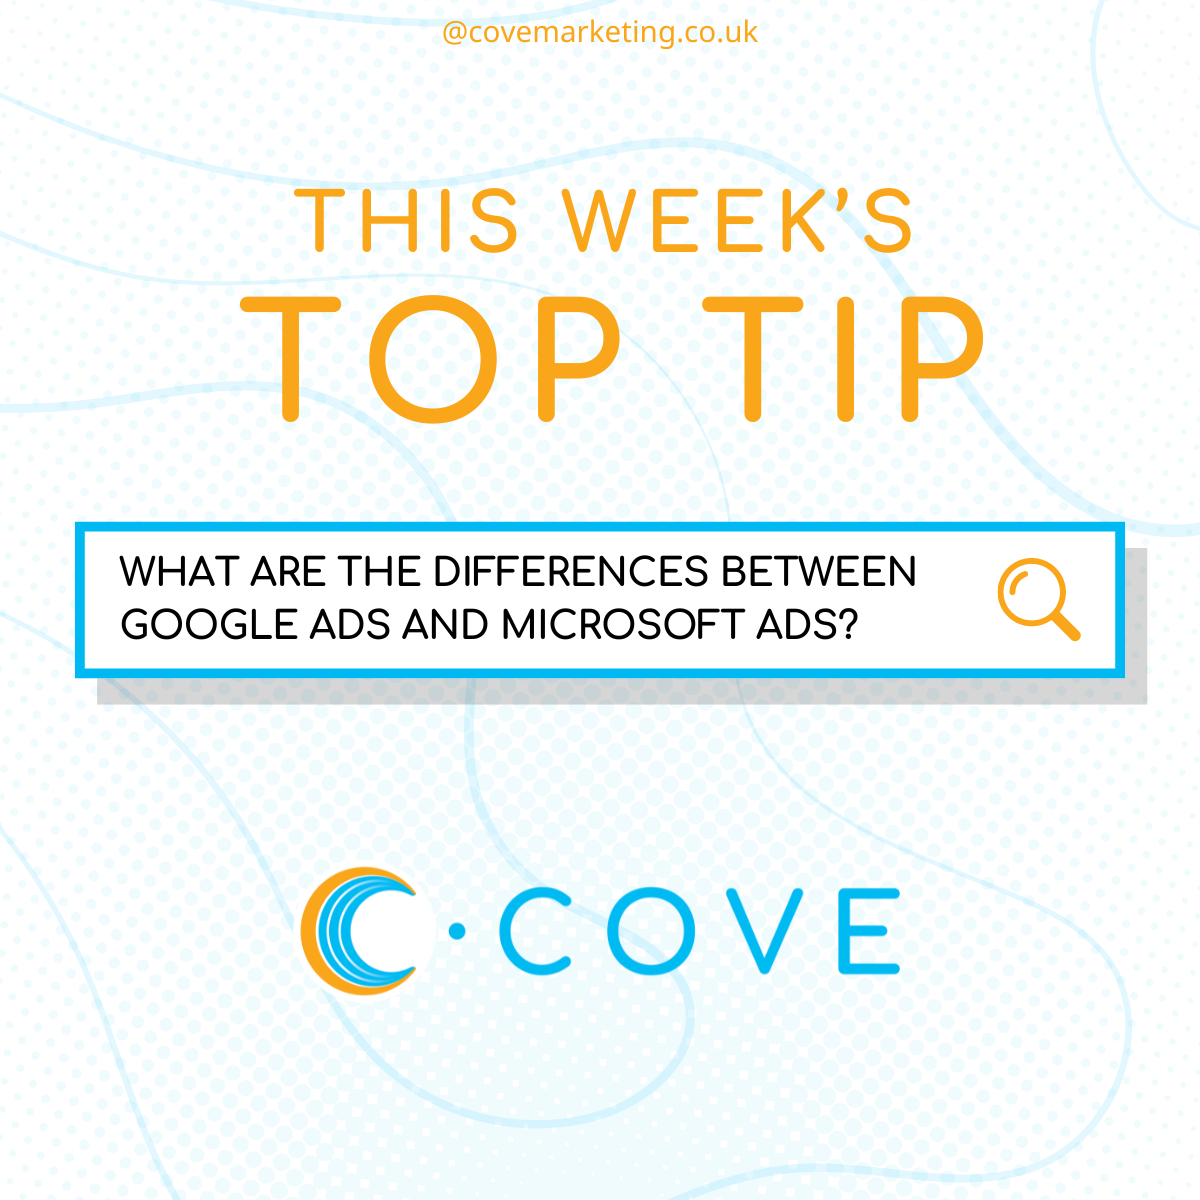 @covemarketing.co.uk
THIS WEEK’S
TOP TIP
WHAT ARE THE DIFFERENCES BETWEEN
GOOGLE ADS AND MICROSOFT ADS?
C · COVE